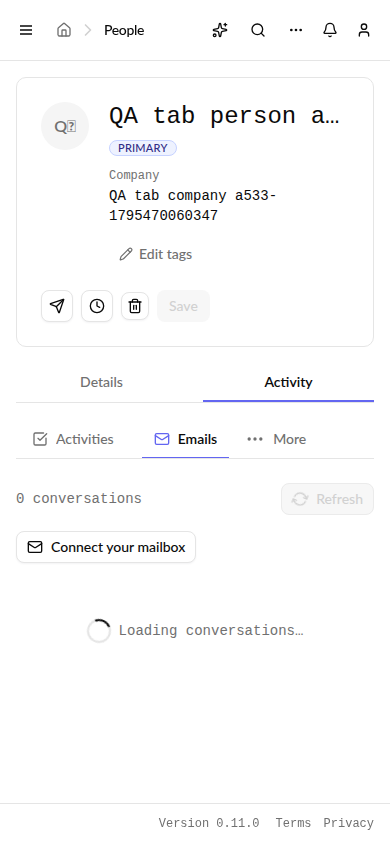 People
Q?
QA tab person a…
PRIMARY
Company
QA tab company a533-
1795470060347
Edit tags
Save
Details
Activity
Activities
Emails
More
0 conversations
Refresh
Connect your mailbox
Loading conversations…
Version 0.11.0
Terms
Privacy